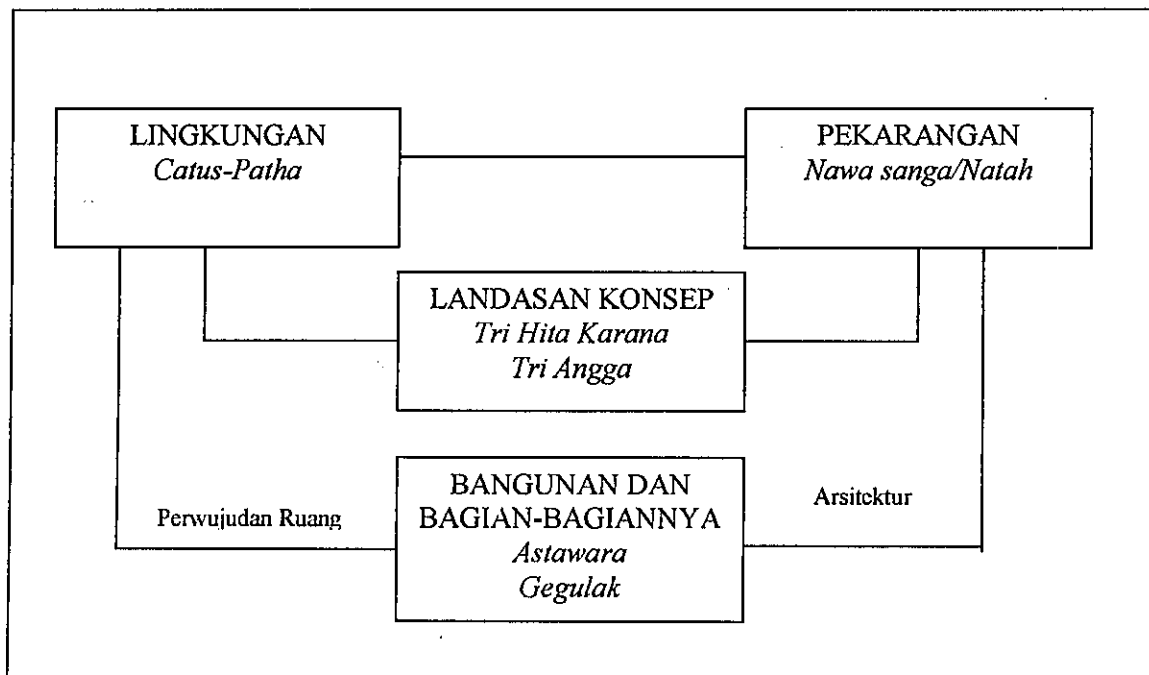 LINGKUNGAN
Catus-Patha
PEKARANGAN
Nawa sanga/Natah
LANDASAN KONSEP
Tri Hita Karana
Tri Angga
BANGUNAN DAN
BAGIAN-BAGIANNYA
Astawara
Gegulak
Perwujudan Ruang
Arsitektur